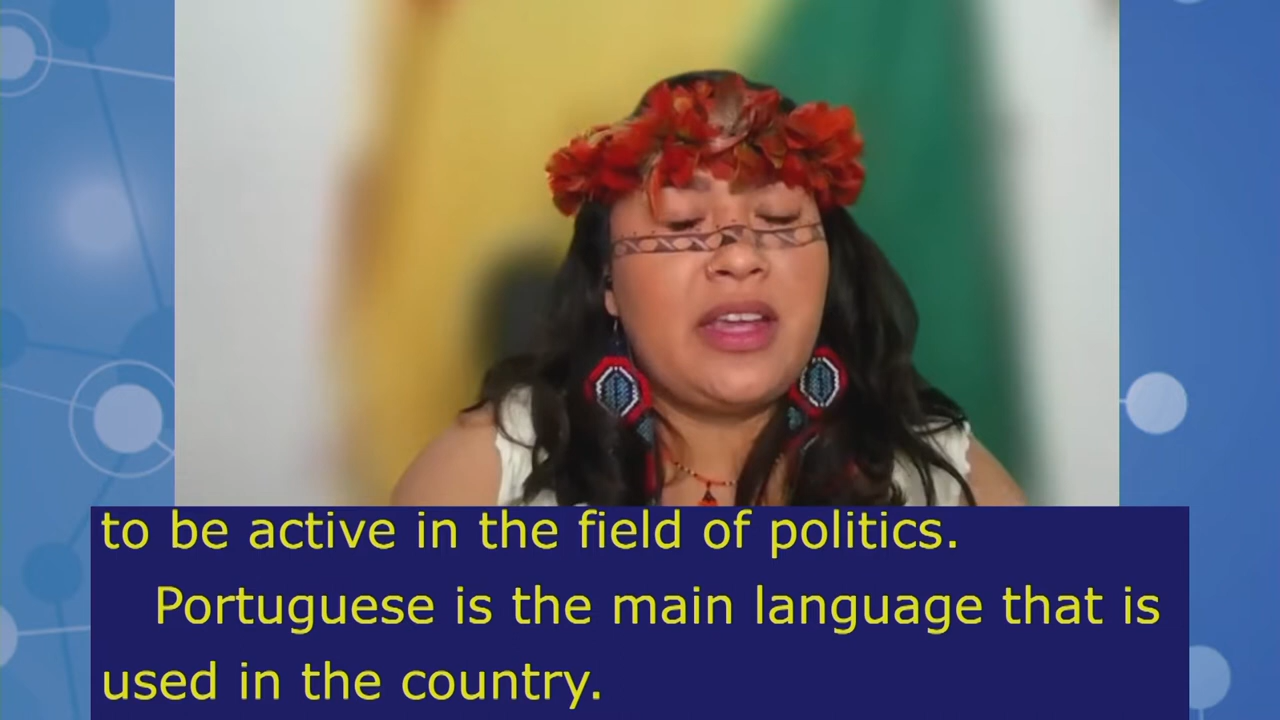 to be active in the field of politics.
Portuguese is the main language that is
used in the country.